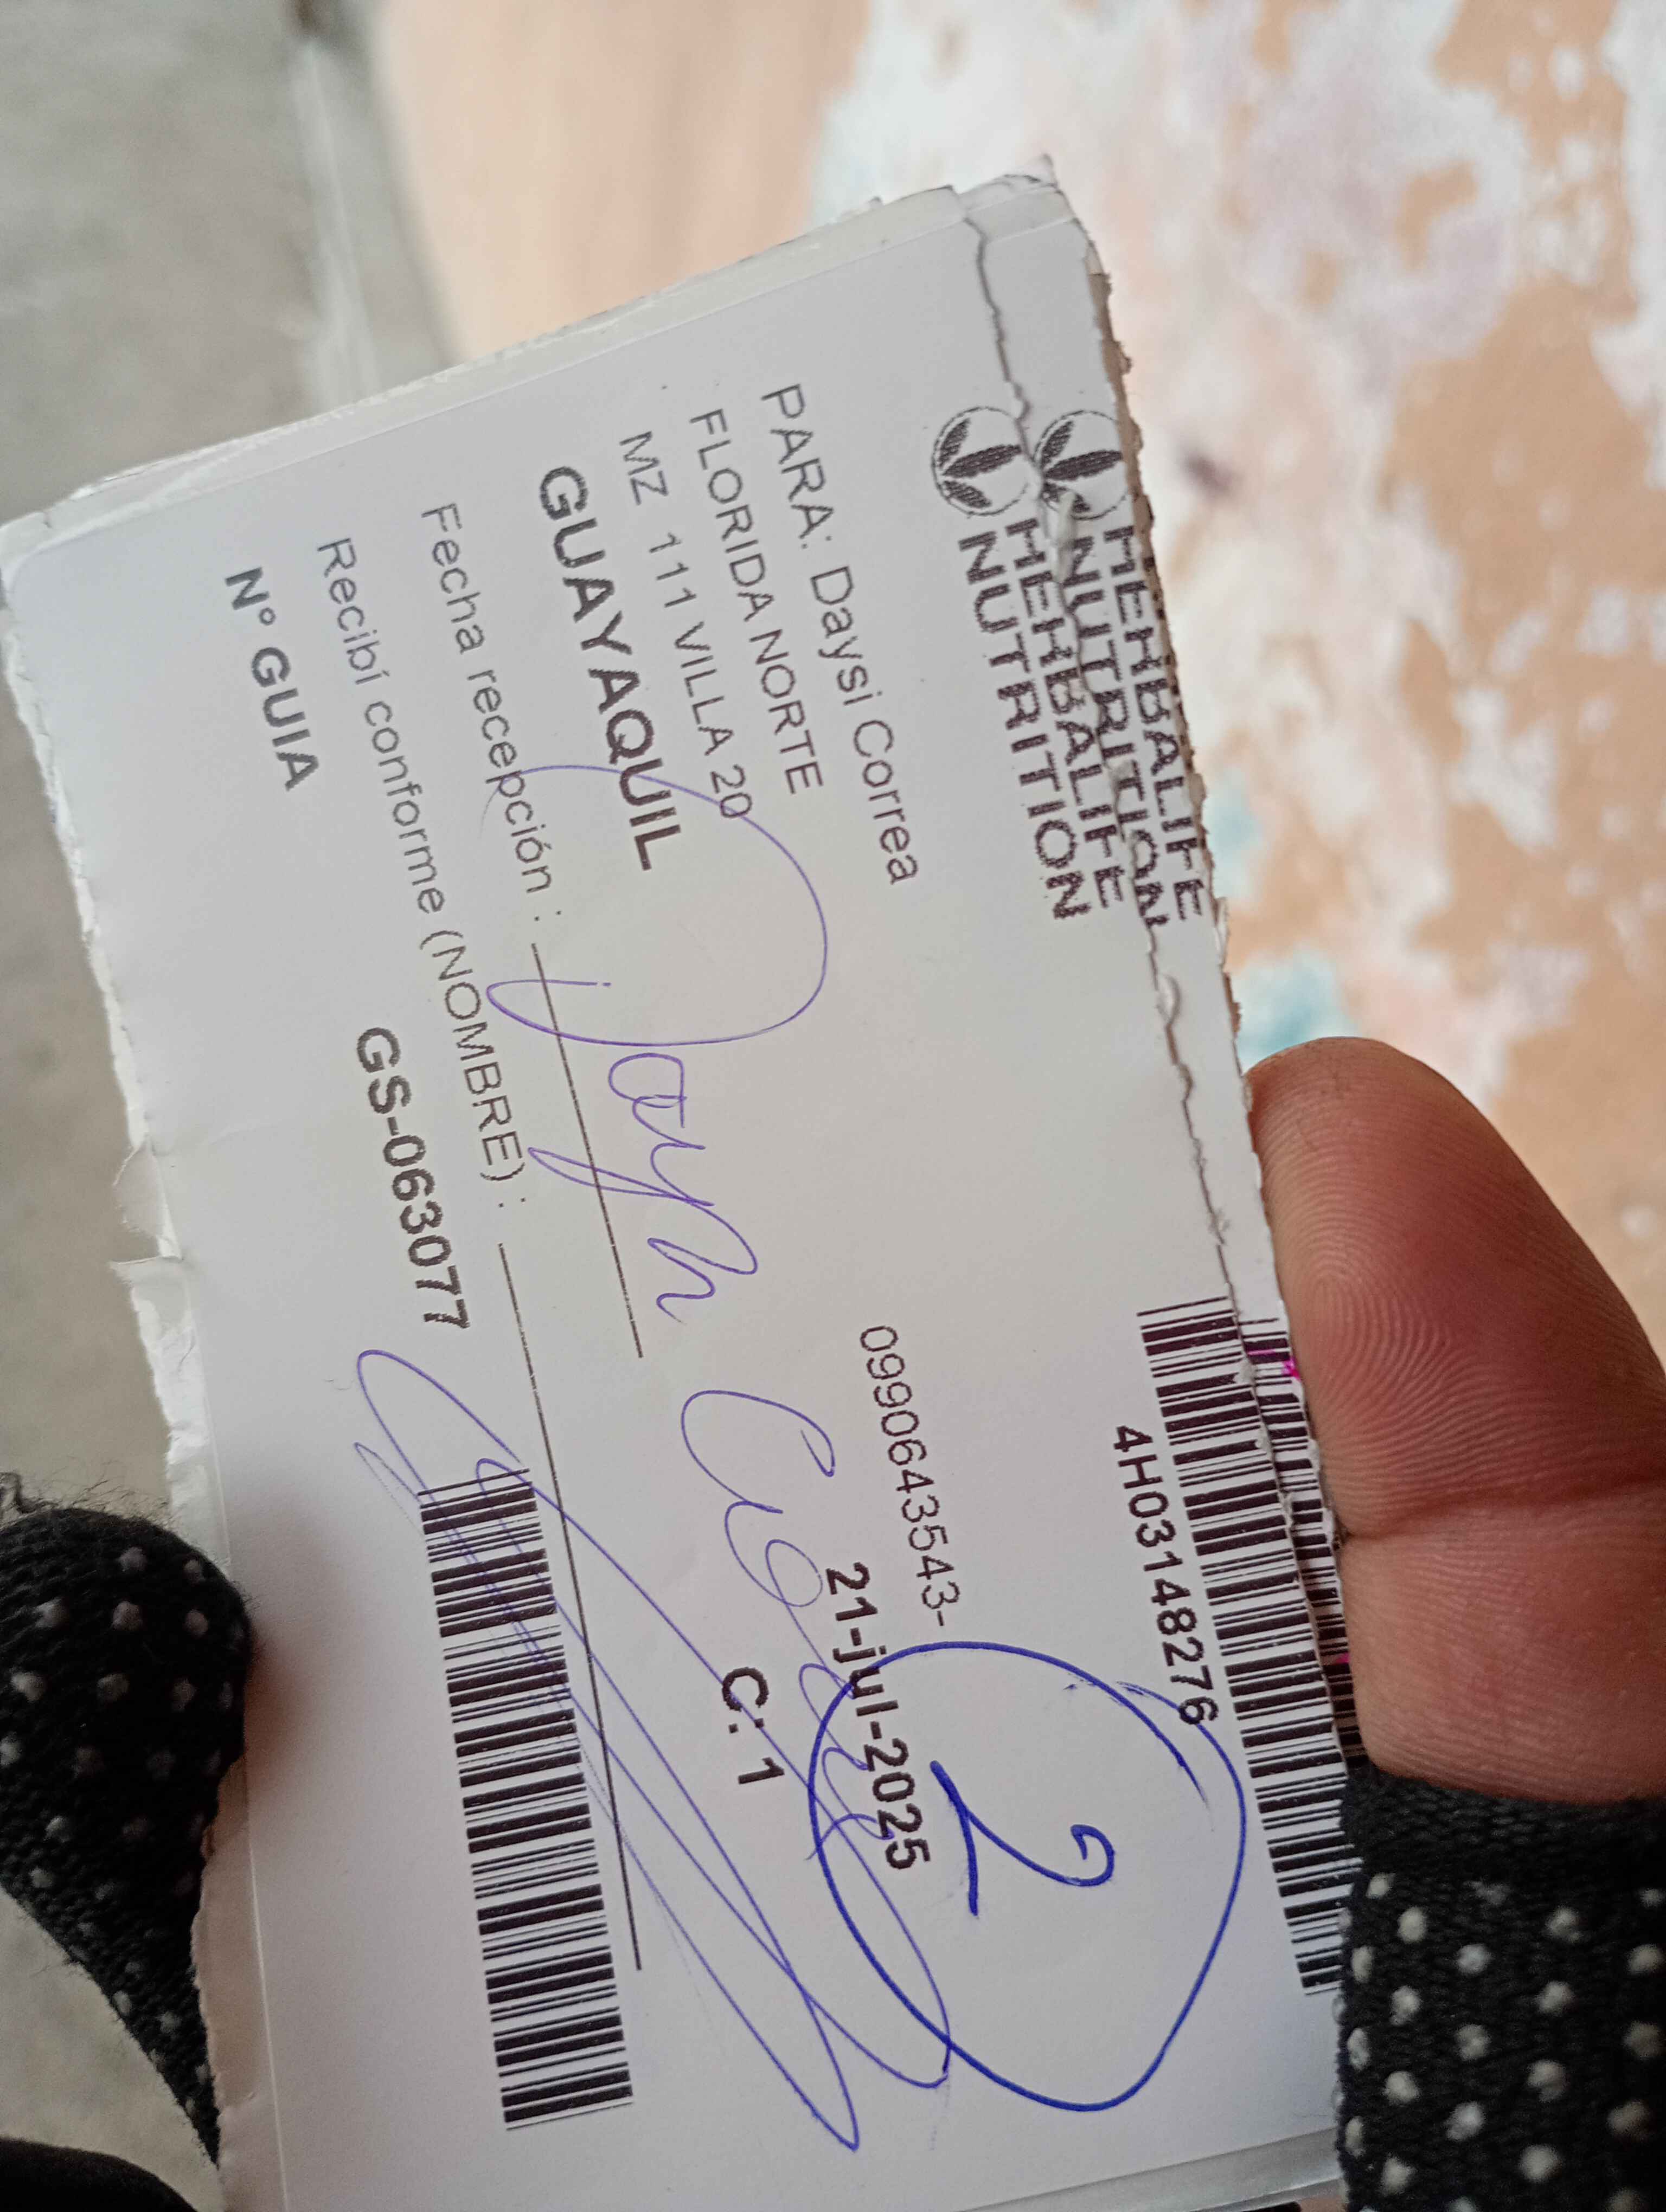 HERBALIFE
NUTRITION
HERBALIFE
NUTRITION
4H03148276
PARA: Daysi Correa
0990643543-
FLORIDA NORTE
21-jul-2025
2
MZ 111 VILLA 20
C: 1
GUAYAQUIL
Fecha recepción :
Recibí conforme (NOMBRE) :
N° GUIA
GS-063077